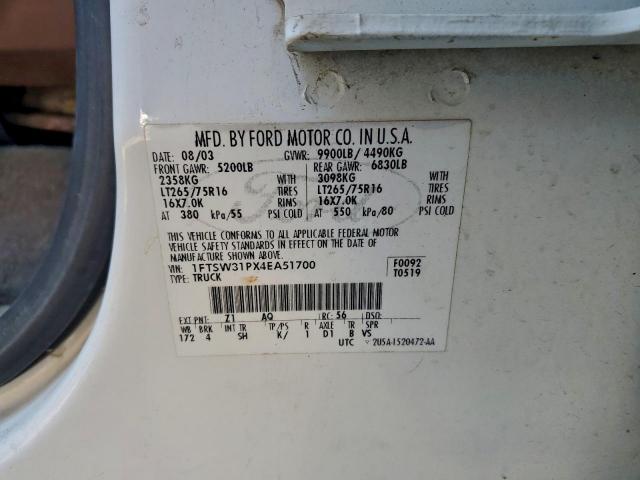 MFD. BY FORD MOTOR CO. IN U.S.A.
DATE: 08/03 GVWR: 9900LB/ 4490KG
FRONT GAWR: 5200LB REAR GAWR: 6830LB
2358KG WITH 3098KG WITH
LT265/75R16 TIRES LT265/75R16 TIRES
16X7.0K RIMS 16X7.0K RIMS
AT 380 kPa/55 PSI COLD AT 550 kPa/80 PSI COLD
THIS VEHICLE CONFORMS TO ALL APPLICABLE FEDERAL MOTOR
VEHICLE SAFETY STANDARDS IN EFFECT ON THE DATE OF
MANUFACTURE SHOWN ABOVE.
VIN: 1FTSW31PX4EA51700 F0092
TYPE: TRUCK T0519
Ford
EXT PNT: Z1 AQ RC: 56 DSO:
WB BRK INT TR TP/PS R AXLE TR SPR
172 4 SH K/ 1 D1 B VS
UTC ▽ 2U5A-1520472-AA